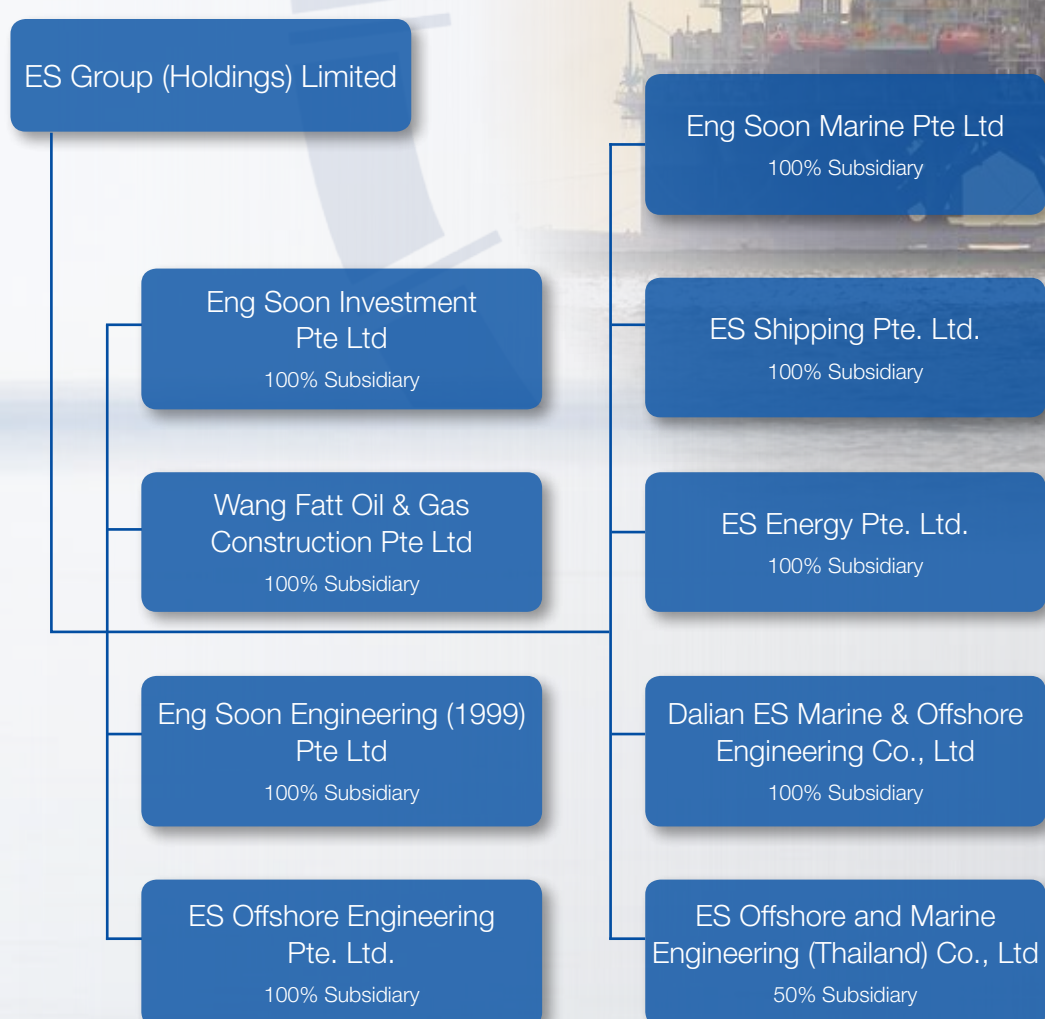 ES Group (Holdings) Limited
Eng Soon Investment
Pte Ltd
100% Subsidiary
Wang Fatt Oil & Gas
Construction Pte Ltd
100% Subsidiary
Eng Soon Engineering (1999)
Pte Ltd
100% Subsidiary
ES Offshore Engineering
Pte. Ltd.
100% Subsidiary
Eng Soon Marine Pte Ltd
100% Subsidiary
ES Shipping Pte. Ltd.
100% Subsidiary
ES Energy Pte. Ltd.
100% Subsidiary
Dalian ES Marine & Offshore
Engineering Co., Ltd
100% Subsidiary
ES Offshore and Marine
Engineering (Thailand) Co., Ltd
50% Subsidiary